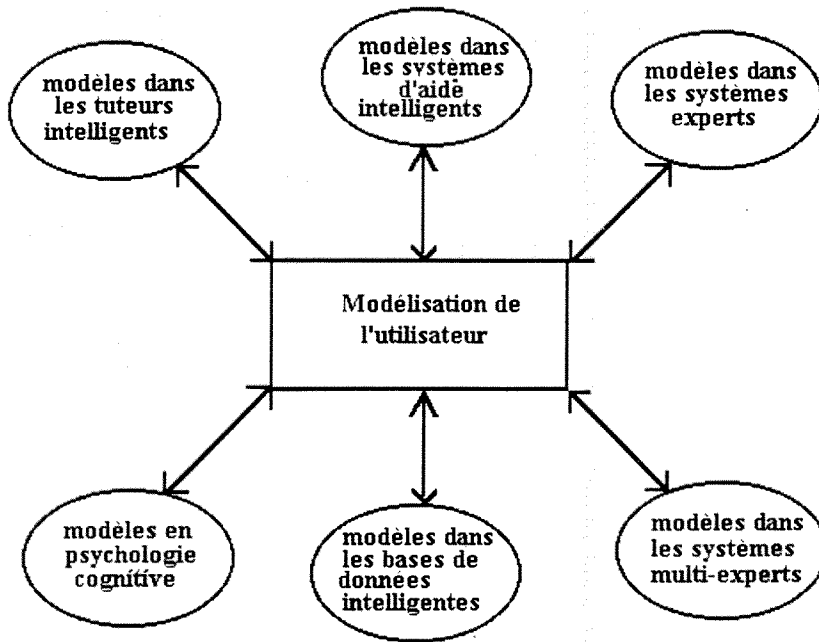 modèles dans
les tuteurs
intelligents
modèles dans
les systèmes
d'aide
intelligents
modèles dans
les systèmes
experts
Modélisation de
l'utilisateur
modèles en
psychologie
cognitive
modèles dans
les bases de
données
intelligentes
modèles dans
les systèmes
multi-experts